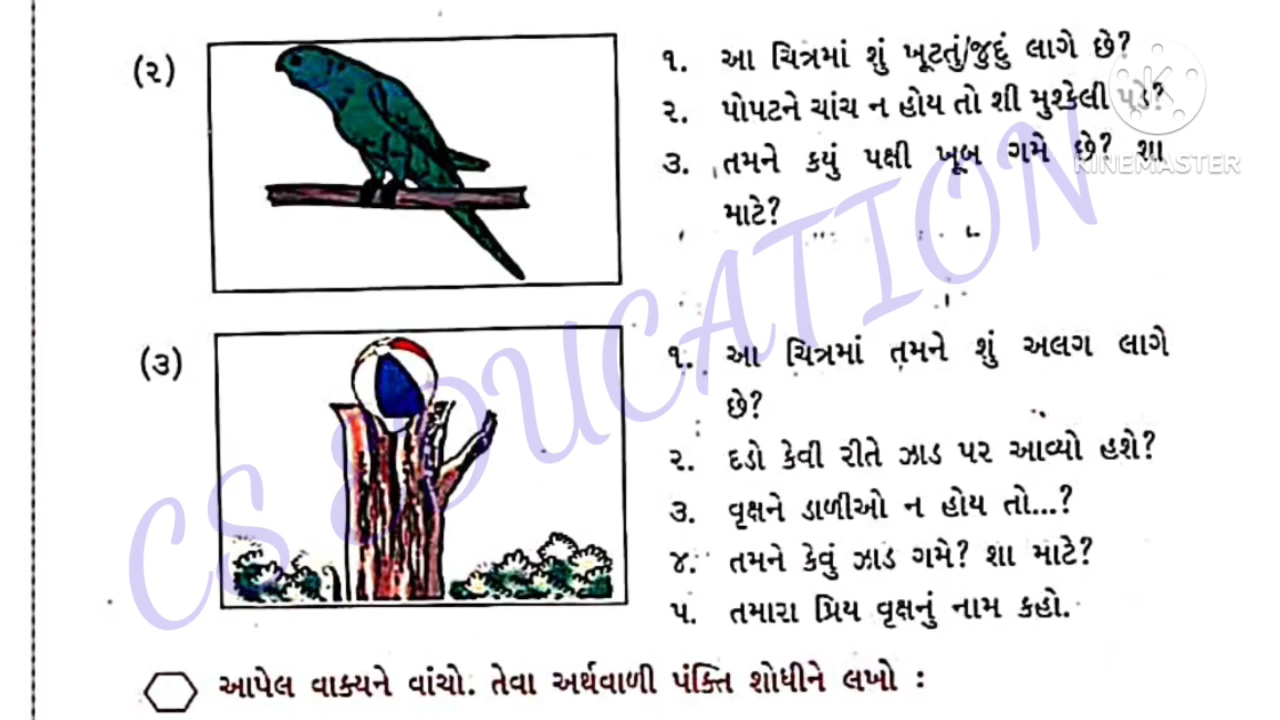 (૨)
૧. આ ચિત્રમાં શું ખૂટતું/જુદું લાગે છે?
૨. પોપટને ચાંચ ન હોય તો શી મુશ્કેલી પડે?
૩. તમને કયું પક્ષી ખૂબ ગમે છે? શા
માટે?
KINEMASTER
(૩)
૧. આ ચિત્રમાં તમને શું અલગ લાગે
છે?
૨. દડો કેવી રીતે ઝાડ પર આવ્યો હશે?
૩. વૃક્ષને ડાળીઓ ન હોય તો...?
૪. તમને કેવું ઝાડ ગમે? શા માટે?
૫. તમારા પ્રિય વૃક્ષનું નામ કહો.
CS EDUCATION
આપેલ વાક્યને વાંચો. તેવા અર્થવાળી પંક્તિ શોધીને લખો :